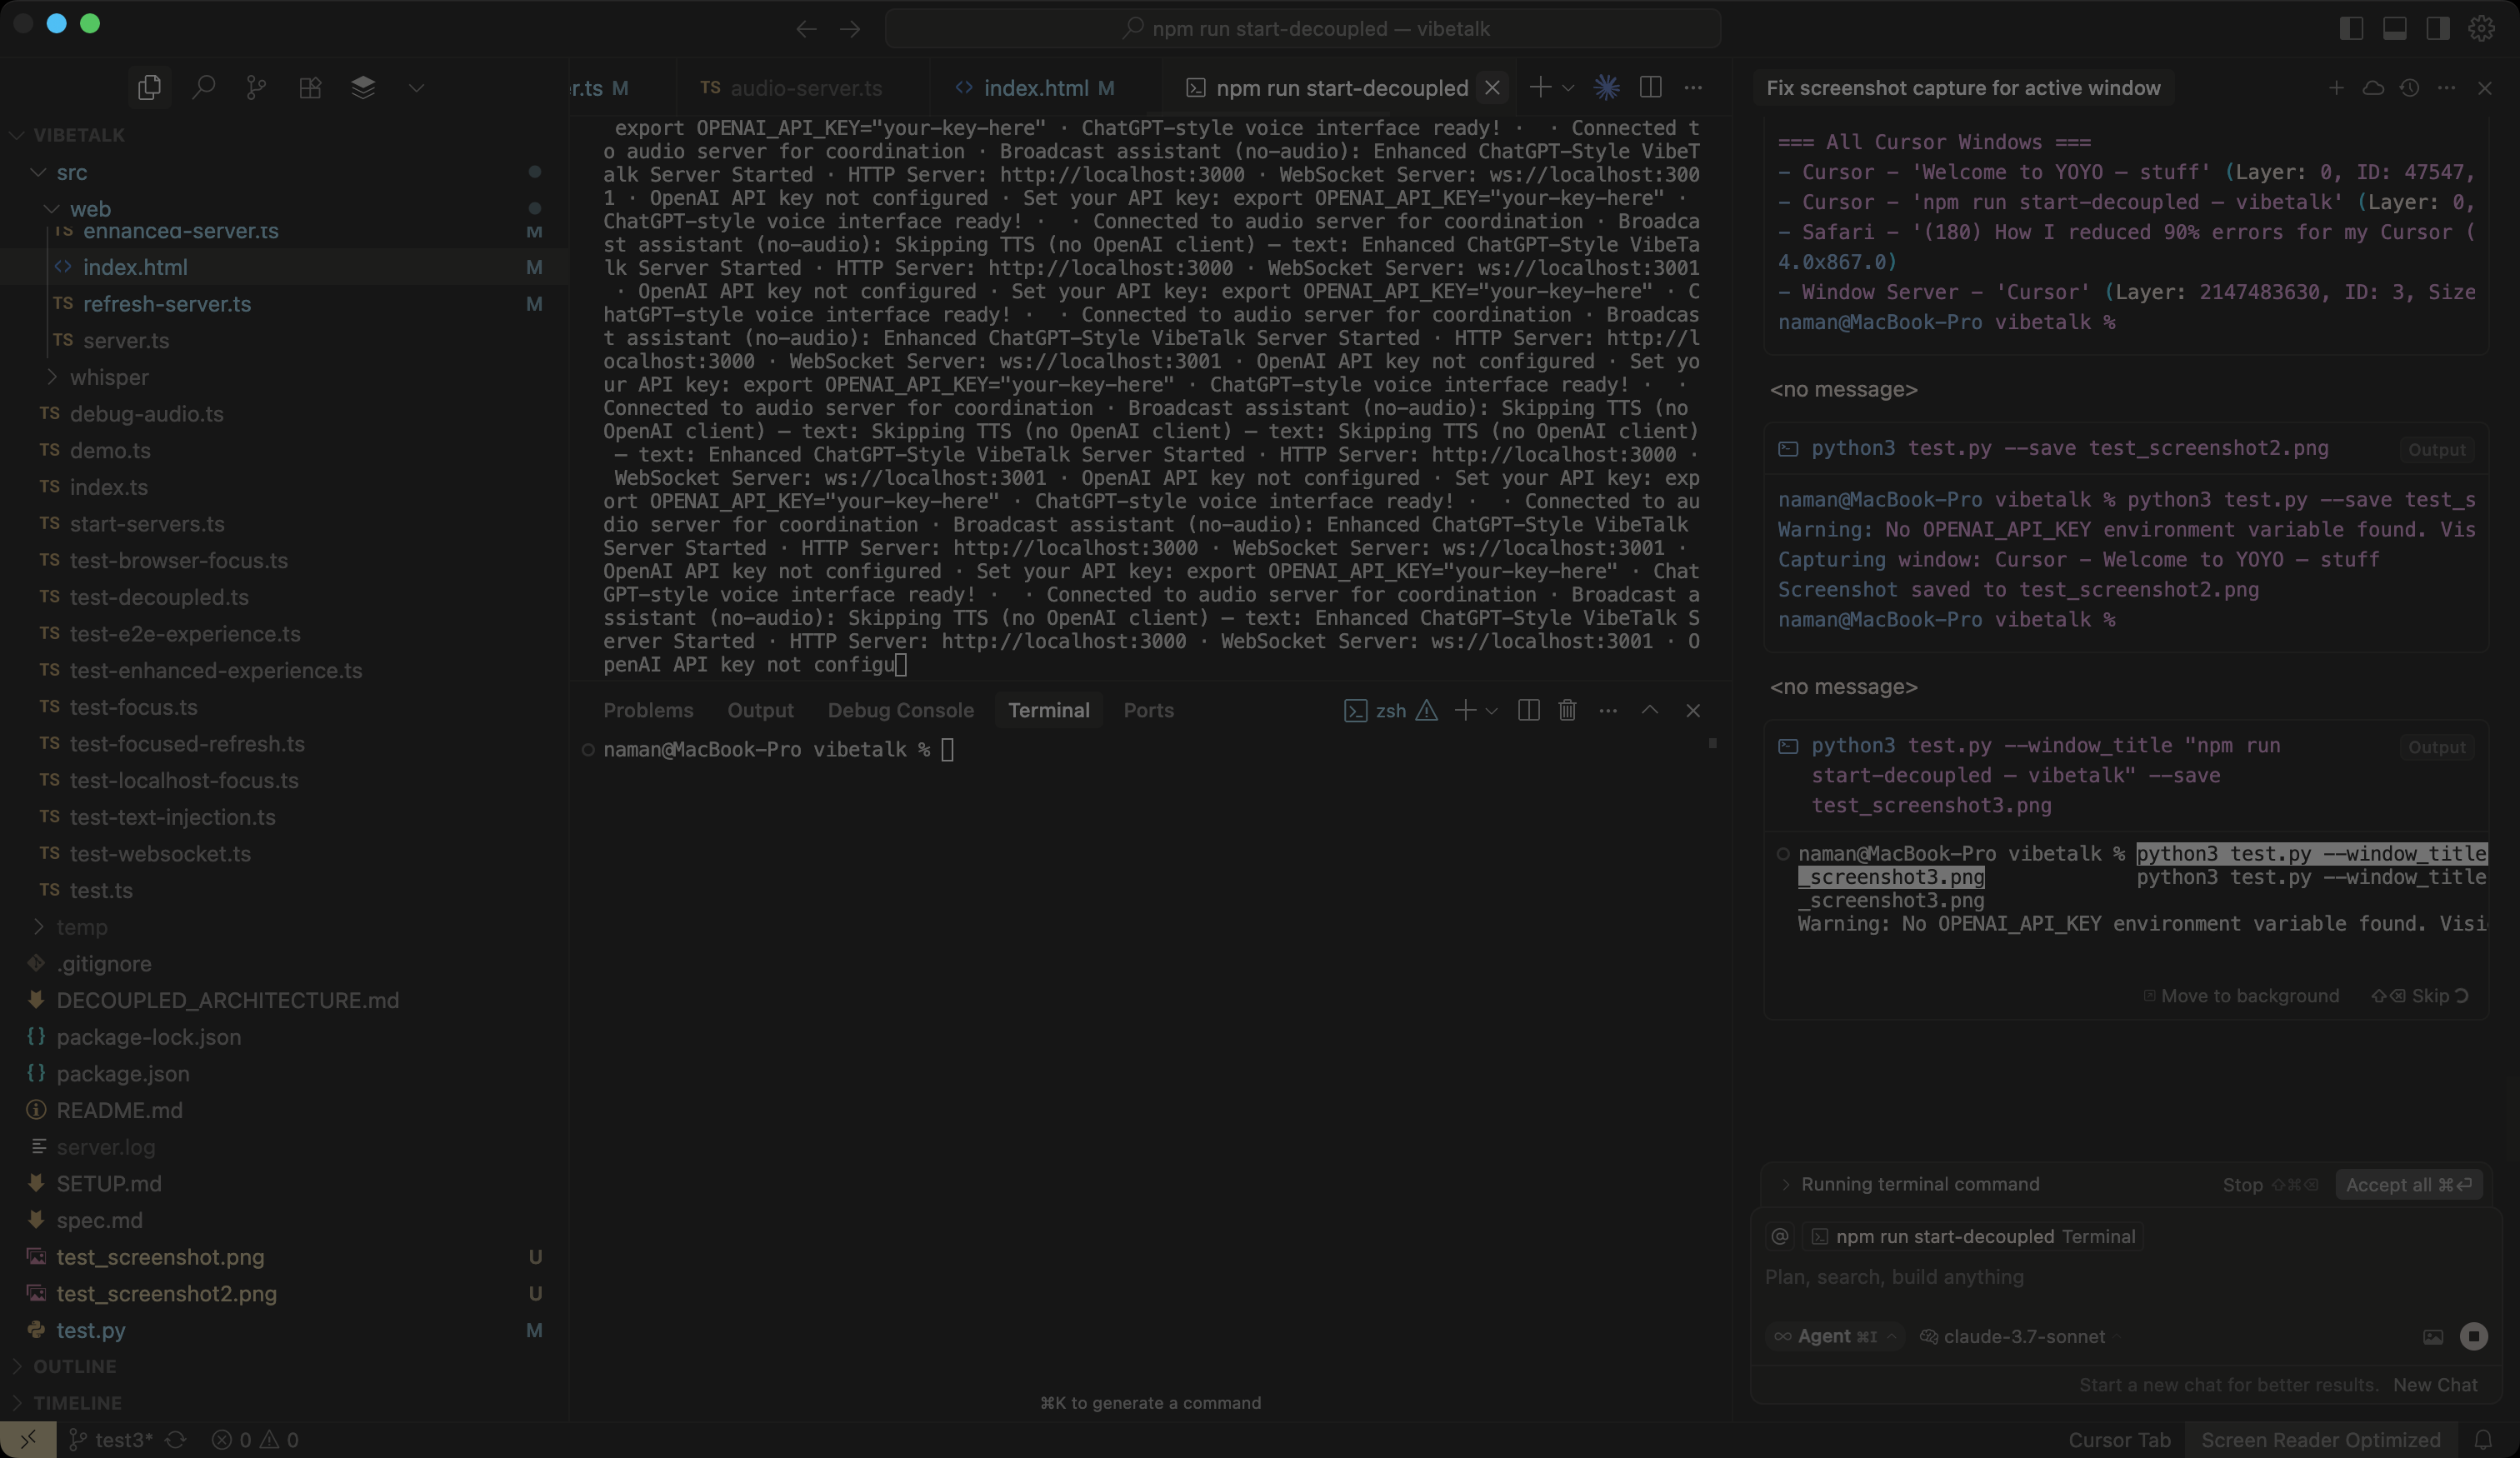 npm run start-decoupled — vibetalk
VIBETALK
src
web
enhanced-server.ts M
index.html M
TS refresh-server.ts M
TS server.ts
whisper
TS debug-audio.ts
TS demo.ts
TS index.ts
TS start-servers.ts
TS test-browser-focus.ts
TS test-decoupled.ts
TS test-e2e-experience.ts
TS test-enhanced-experience.ts
TS test-focus.ts
TS test-focused-refresh.ts
TS test-localhost-focus.ts
TS test-text-injection.ts
TS test-websocket.ts
TS test.ts
temp
.gitignore
DECOUPLED_ARCHITECTURE.md
package-lock.json
package.json
README.md
server.log
SETUP.md
spec.md
test_screenshot.png U
test_screenshot2.png U
test.py M
OUTLINE
TIMELINE
r.ts M TS audio-server.ts <> index.html M npm run start-decoupled
export OPENAI_API_KEY="your-key-here" · ChatGPT-style voice interface ready! ·  · Connected t
o audio server for coordination · Broadcast assistant (no-audio): Enhanced ChatGPT-Style VibeT
alk Server Started · HTTP Server: http://localhost:3000 · WebSocket Server: ws://localhost:300
1 · OpenAI API key not configured · Set your API key: export OPENAI_API_KEY="your-key-here" ·
ChatGPT-style voice interface ready! ·  · Connected to audio server for coordination · Broadca
st assistant (no-audio): Skipping TTS (no OpenAI client) — text: Enhanced ChatGPT-Style VibeTa
lk Server Started · HTTP Server: http://localhost:3000 · WebSocket Server: ws://localhost:3001
· OpenAI API key not configured · Set your API key: export OPENAI_API_KEY="your-key-here" · C
hatGPT-style voice interface ready! ·  · Connected to audio server for coordination · Broadcas
t assistant (no-audio): Enhanced ChatGPT-Style VibeTalk Server Started · HTTP Server: http://l
ocalhost:3000 · WebSocket Server: ws://localhost:3001 · OpenAI API key not configured · Set yo
ur API key: export OPENAI_API_KEY="your-key-here" · ChatGPT-style voice interface ready! ·  ·
Connected to audio server for coordination · Broadcast assistant (no-audio): Skipping TTS (no
OpenAI client) — text: Skipping TTS (no OpenAI client) — text: Skipping TTS (no OpenAI client)
— text: Enhanced ChatGPT-Style VibeTalk Server Started · HTTP Server: http://localhost:3000 ·
WebSocket Server: ws://localhost:3001 · OpenAI API key not configured · Set your API key: exp
ort OPENAI_API_KEY="your-key-here" · ChatGPT-style voice interface ready! ·  · Connected to au
dio server for coordination · Broadcast assistant (no-audio): Enhanced ChatGPT-Style VibeTalk
Server Started · HTTP Server: http://localhost:3000 · WebSocket Server: ws://localhost:3001 ·
OpenAI API key not configured · Set your API key: export OPENAI_API_KEY="your-key-here" · Chat
GPT-style voice interface ready! ·  · Connected to audio server for coordination · Broadcast a
ssistant (no-audio): Skipping TTS (no OpenAI client) — text: Enhanced ChatGPT-Style VibeTalk S
erver Started · HTTP Server: http://localhost:3000 · WebSocket Server: ws://localhost:3001 · O
penAI API key not configu
Problems Output Debug Console Terminal Ports zsh
naman@MacBook-Pro vibetalk %
⌘K to generate a command
Fix screenshot capture for active window
=== All Cursor Windows ===
- Cursor - 'Welcome to YOYO — stuff' (Layer: 0, ID: 47547,
- Cursor - 'npm run start-decoupled — vibetalk' (Layer: 0,
- Safari - '(180) How I reduced 90% errors for my Cursor (
4.0x867.0)
- Window Server - 'Cursor' (Layer: 2147483630, ID: 3, Size
naman@MacBook-Pro vibetalk %
<no message>
python3 test.py --save test_screenshot2.png Output
naman@MacBook-Pro vibetalk % python3 test.py --save test_s
Warning: No OPENAI_API_KEY environment variable found. Vis
Capturing window: Cursor - Welcome to YOYO — stuff
Screenshot saved to test_screenshot2.png
naman@MacBook-Pro vibetalk %
<no message>
python3 test.py --window_title "npm run Output
start-decoupled — vibetalk" --save
test_screenshot3.png
naman@MacBook-Pro vibetalk % python3 test.py --window_title
_screenshot3.png python3 test.py --window_title
_screenshot3.png
Warning: No OPENAI_API_KEY environment variable found. Visi
Move to background ⇧⌫ Skip
Running terminal command Stop ⇧⌘⌫ Accept all ⌘⏎
@ npm run start-decoupled Terminal
Plan, search, build anything
∞ Agent ⌘I claude-3.7-sonnet
Start a new chat for better results. New Chat
test3* 0 0 Cursor Tab Screen Reader Optimized